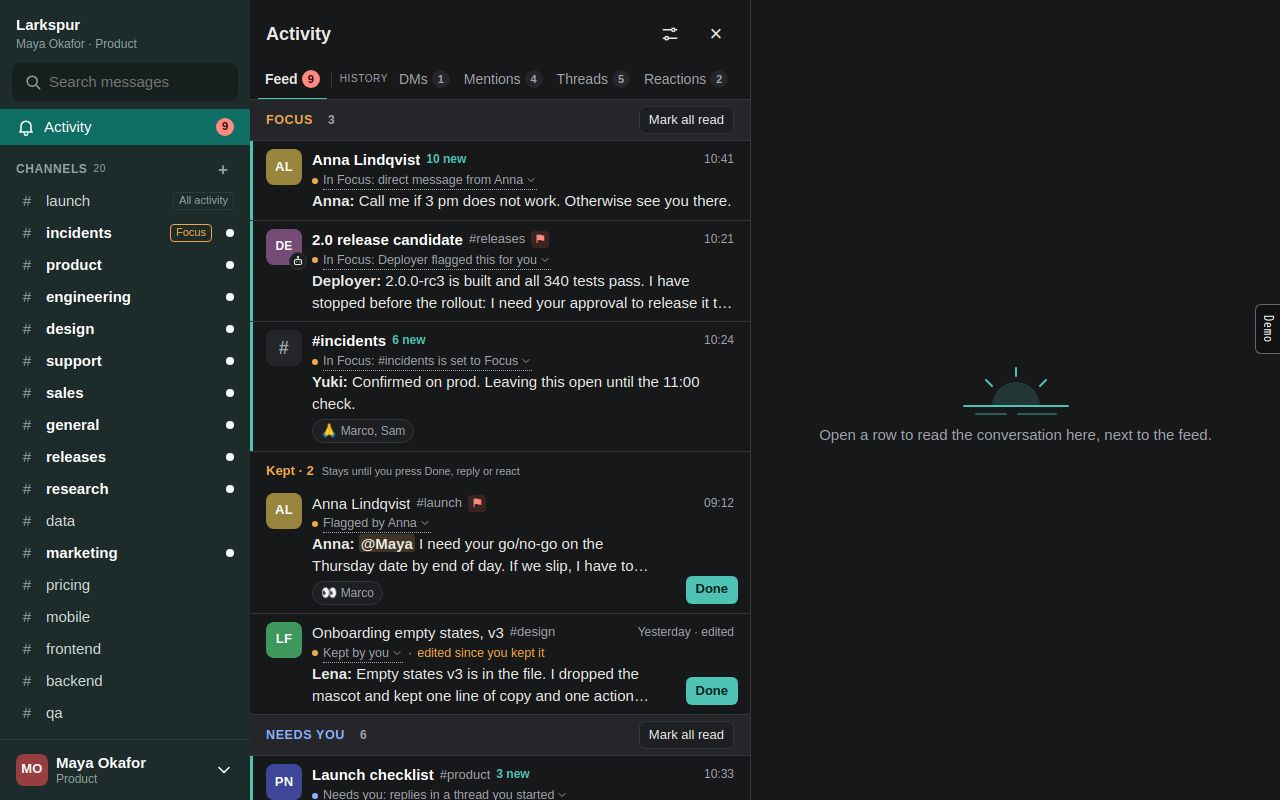 Larkspur
Maya Okafor · Product
Search messages
Activity 9
CHANNELS 20 +
# launch All activity
# incidents Focus
# product
# engineering
# design
# support
# sales
# general
# releases
# research
# data
# marketing
# pricing
# mobile
# frontend
# backend
# qa
MO Maya Okafor
Product
Activity
Feed 9 HISTORY DMs 1 Mentions 4 Threads 5 Reactions 2
FOCUS 3 Mark all read
AL Anna Lindqvist 10 new 10:41
In Focus: direct message from Anna
Anna: Call me if 3 pm does not work. Otherwise see you there.
DE 2.0 release candidate #releases 10:21
In Focus: Deployer flagged this for you
Deployer: 2.0.0-rc3 is built and all 340 tests pass. I have
stopped before the rollout: I need your approval to release it t…
# #incidents 6 new 10:24
In Focus: #incidents is set to Focus
Yuki: Confirmed on prod. Leaving this open until the 11:00
check.
🙏 Marco, Sam
Kept · 2 Stays until you press Done, reply or react
AL Anna Lindqvist #launch 09:12
Flagged by Anna
Anna: @Maya I need your go/no-go on the
Thursday date by end of day. If we slip, I have to…
👀 Marco Done
LF Onboarding empty states, v3 #design Yesterday · edited
Kept by you · edited since you kept it
Lena: Empty states v3 is in the file. I dropped the
mascot and kept one line of copy and one action…
Done
NEEDS YOU 6 Mark all read
PN Launch checklist #product 3 new 10:33
Needs you: replies in a thread you started
Open a row to read the conversation here, next to the feed.
Demo